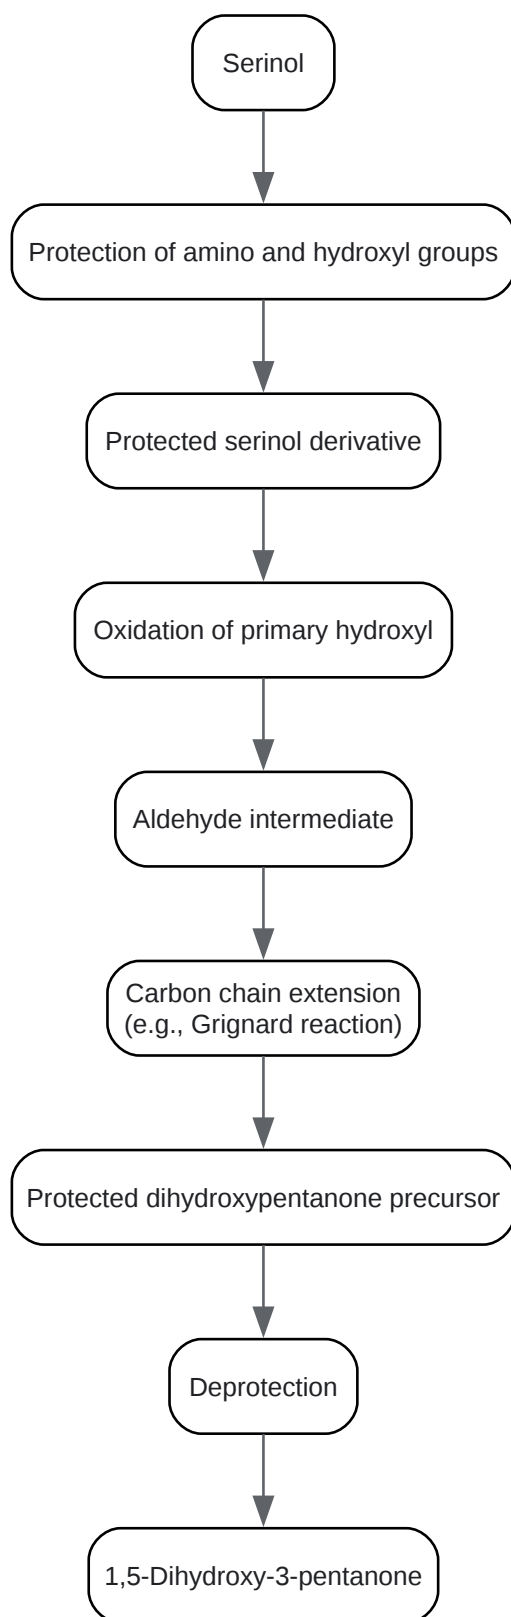 Serinol
Protection of amino and hydroxyl groups
Protected serinol derivative
Oxidation of primary hydroxyl
Aldehyde intermediate
Carbon chain extension
(e.g., Grignard reaction)
Protected dihydroxypentanone precursor
Deprotection
1,5-Dihydroxy-3-pentanone